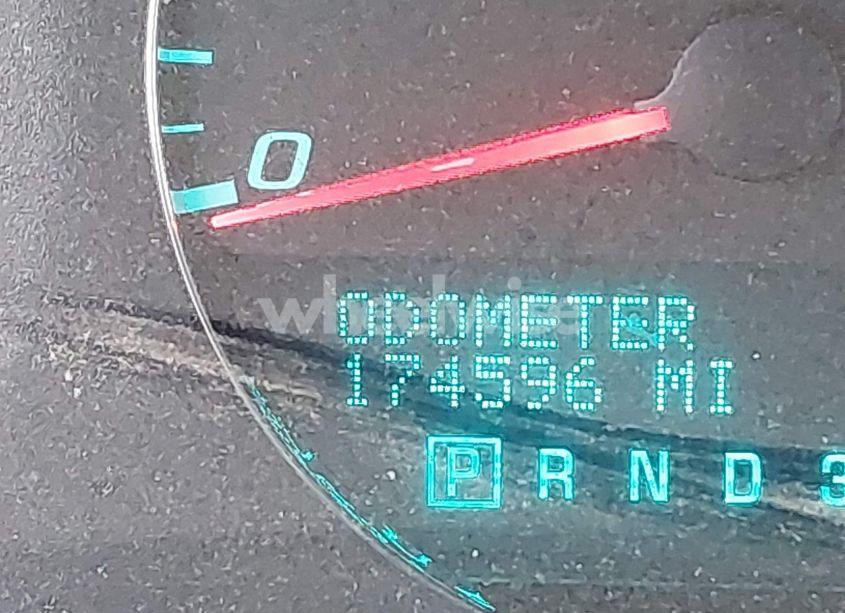 0
ODOMETER
174596 MI
P R N D 3